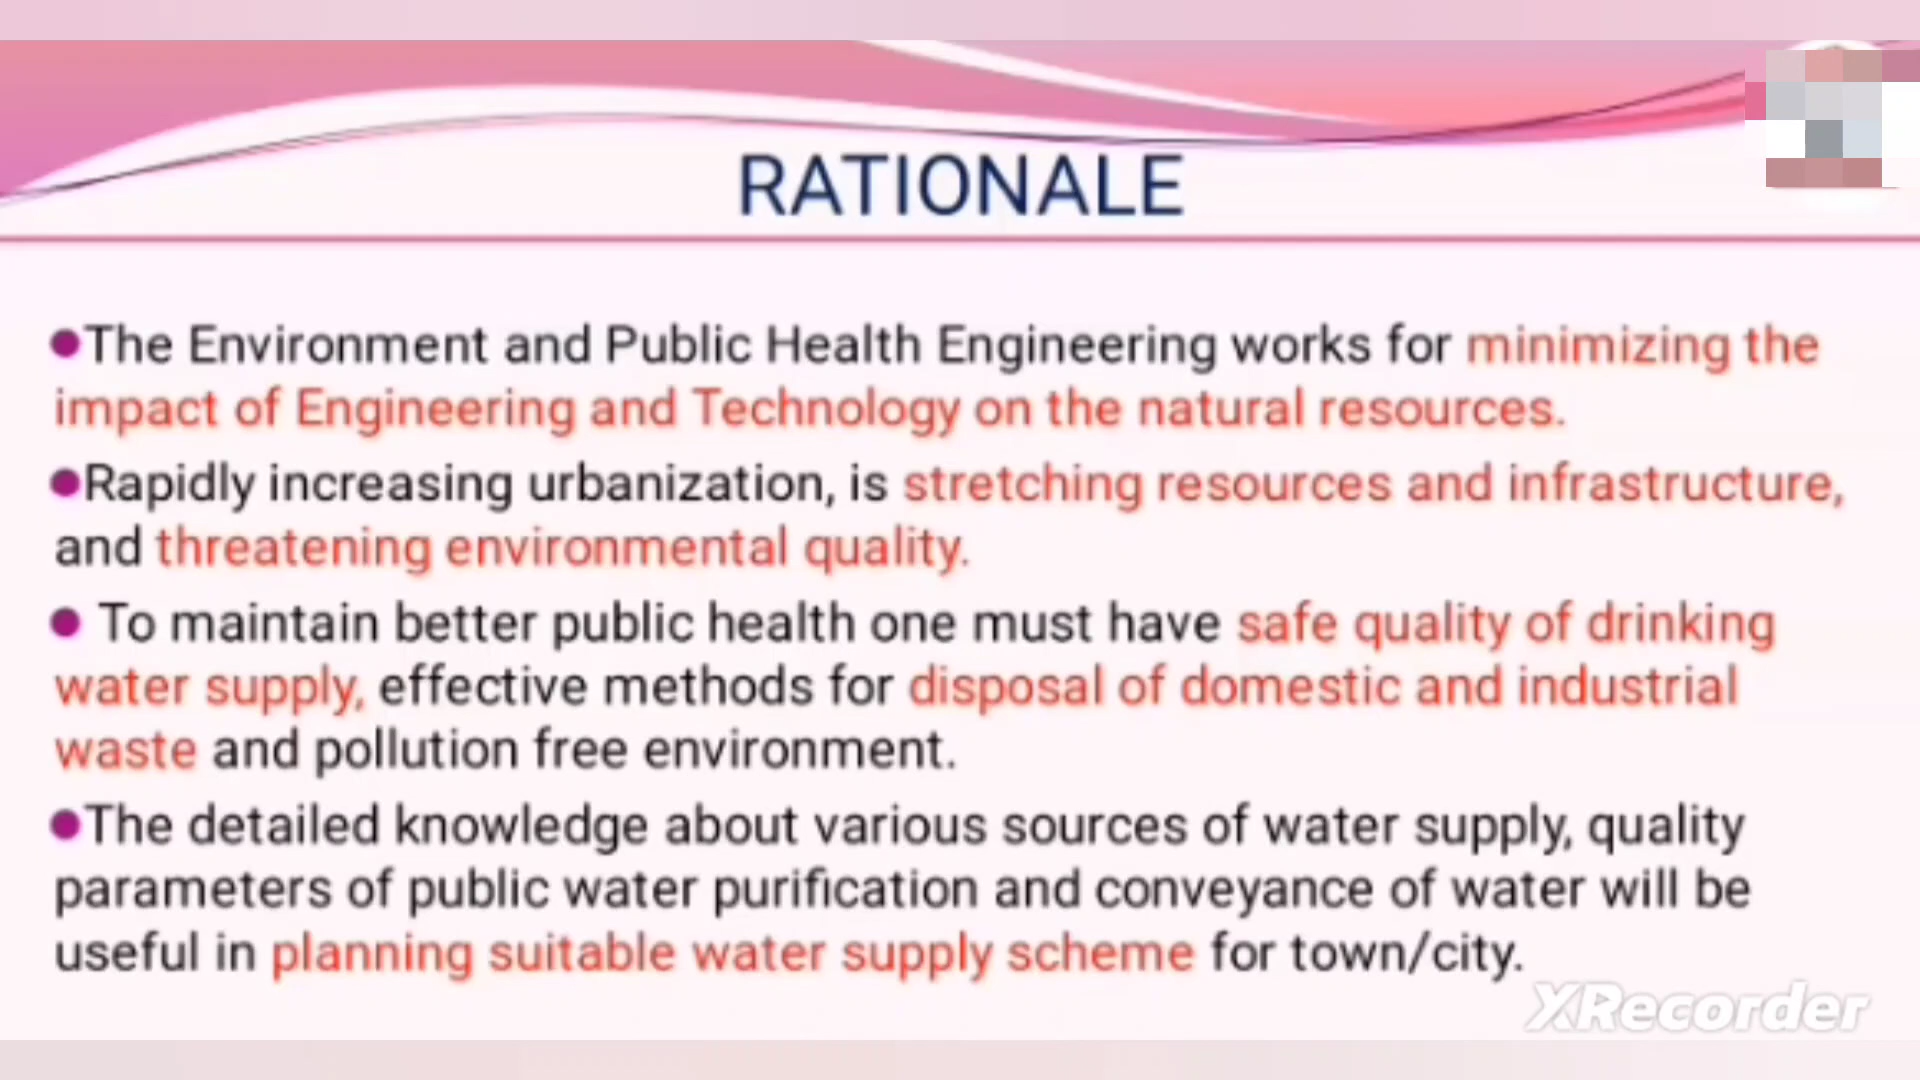 RATIONALE
●The Environment and Public Health Engineering works for minimizing the
impact of Engineering and Technology on the natural resources.
●Rapidly increasing urbanization, is stretching resources and infrastructure,
and threatening environmental quality.
● To maintain better public health one must have safe quality of drinking
water supply, effective methods for disposal of domestic and industrial
waste and pollution free environment.
●The detailed knowledge about various sources of water supply, quality
parameters of public water purification and conveyance of water will be
useful in planning suitable water supply scheme for town/city.
XRecorder